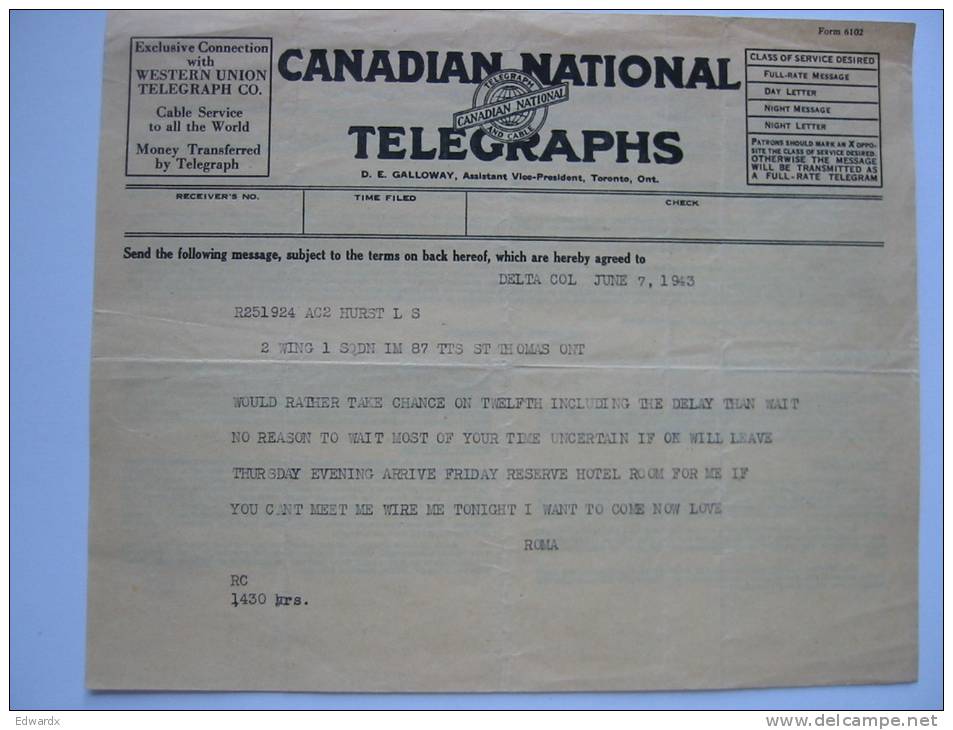 Form 6102
Exclusive Connection
with
WESTERN UNION
TELEGRAPH CO.
Cable Service
to all the World
Money Transferred
by Telegraph
CANADIAN NATIONAL
TELEGRAPH
CANADIAN NATIONAL
AND CABLE
TELEGRAPHS
D. E. GALLOWAY, Assistant Vice-President, Toronto, Ont.
CLASS OF SERVICE DESIRED
FULL-RATE MESSAGE
DAY LETTER
NIGHT MESSAGE
NIGHT LETTER
PATRONS SHOULD MARK AN X OPPO-
SITE THE CLASS OF SERVICE DESIRED.
OTHERWISE THE MESSAGE
WILL BE TRANSMITTED AS
A FULL-RATE TELEGRAM
RECEIVER'S NO. TIME FILED CHECK
Send the following message, subject to the terms on back hereof, which are hereby agreed to
DELTA COL JUNE 7, 1943
R251924 AC2 HURST L S
2 WING 1 SQDN IM 87 TTS ST THOMAS ONT
WOULD RATHER TAKE CHANCE ON TWELFTH INCLUDING THE DELAY THAN WAIT
NO REASON TO WAIT MOST OF YOUR TIME UNCERTAIN IF OK WILL LEAVE
THURSDAY EVENING ARRIVE FRIDAY RESERVE HOTEL ROOM FOR ME IF
YOU CANT MEET ME WIRE ME TONIGHT I WANT TO COME NOW LOVE
ROMA
RC
1430 hrs.
Edwardx
www.delcampe.net